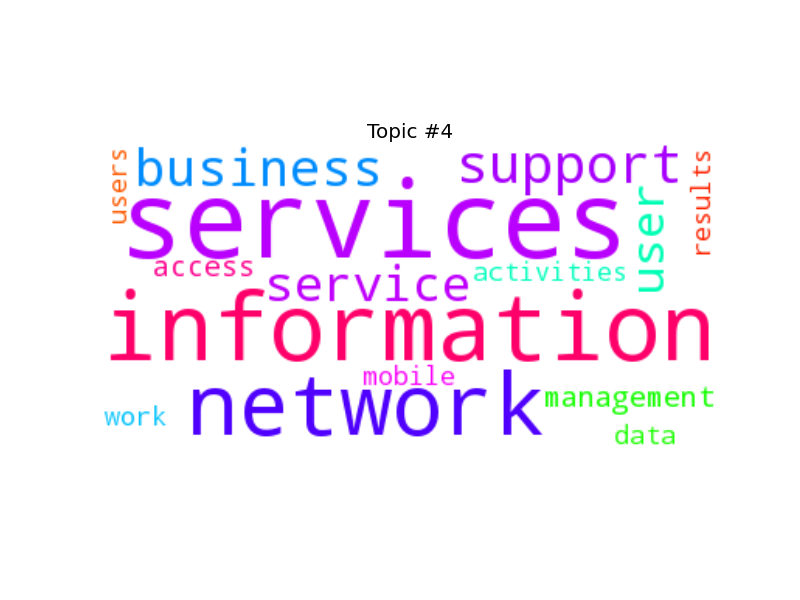 Topic #4
users
business
support
results
services
user
access
service
activities
information
mobile
network
management
work
data